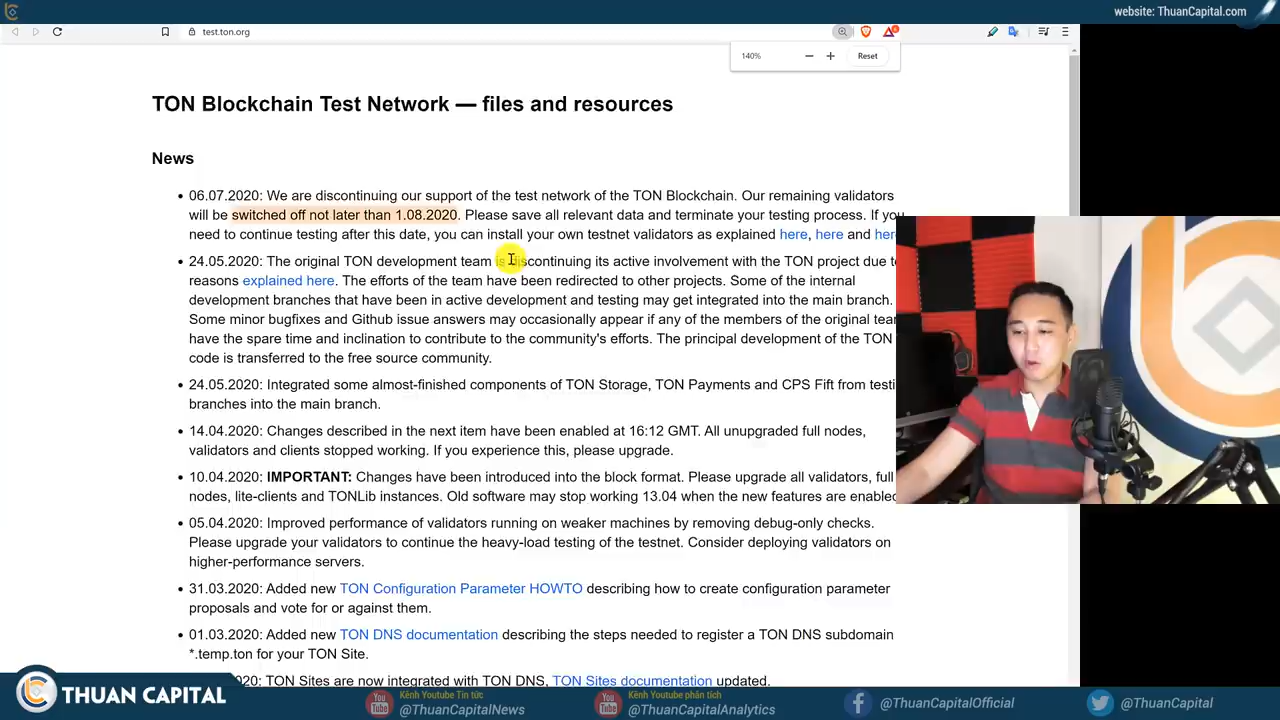 website: ThuanCapital.com
test.ton.org
140%
Reset
TON Blockchain Test Network — files and resources
News
06.07.2020: We are discontinuing our support of the test network of the TON Blockchain. Our remaining validators
will be switched off not later than 1.08.2020. Please save all relevant data and terminate your testing process. If you
need to continue testing after this date, you can install your own testnet validators as explained here, here and
24.05.2020: The original TON development team is discontinuing its active involvement with the TON project due
reasons explained here. The efforts of the team have been redirected to other projects. Some of the internal
development branches that have been in active development and testing may get integrated into the main branch.
Some minor bugfixes and Github issue answers may occasionally appear if any of the members of the original
have the spare time and inclination to contribute to the community's efforts. The principal development of the TON
code is transferred to the free source community.
24.05.2020: Integrated some almost-finished components of TON Storage, TON Payments and CPS Fift from
branches into the main branch.
14.04.2020: Changes described in the next item have been enabled at 16:12 GMT. All unupgraded full nodes,
validators and clients stopped working. If you experience this, please upgrade.
10.04.2020: IMPORTANT: Changes have been introduced into the block format. Please upgrade all validators, full
nodes, lite-clients and TONLib instances. Old software may stop working 13.04 when the new features are
05.04.2020: Improved performance of validators running on weaker machines by removing debug-only checks.
Please upgrade your validators to continue the heavy-load testing of the testnet. Consider deploying validators on
higher-performance servers.
31.03.2020: Added new TON Configuration Parameter HOWTO describing how to create configuration parameter
proposals and vote for or against them.
01.03.2020: Added new TON DNS documentation describing the steps needed to register a TON DNS subdomain
*.temp.ton for your TON Site.
TON Sites are now integrated with TON DNS, TON Sites documentation updated.
THUAN CAPITAL
You Tube
Kênh Youtube Tin tức
@ThuanCapitalNews
You Tube
Kênh Youtube phân tích
@ThuanCapitalAnalytics
@ThuanCapitalOfficial
@ThuanCapital